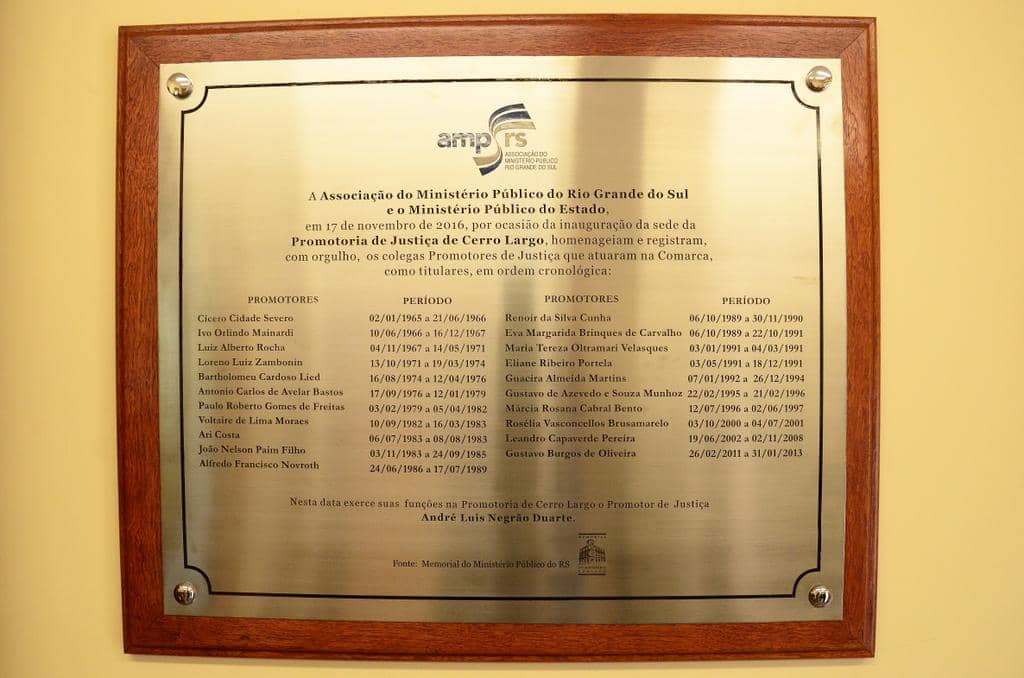 amprs
ASSOCIAÇÃO DO
MINISTÉRIO PÚBLICO
RIO GRANDE DO SUL
A Associação do Ministério Público do Rio Grande do Sul
e o Ministério Público do Estado,
em 17 de novembro de 2016, por ocasião da inauguração da sede da
Promotoria de Justiça de Cerro Largo, homenageiam e registram,
com orgulho, os colegas Promotores de Justiça que atuaram na Comarca,
como titulares, em ordem cronológica:
PROMOTORES PERÍODO
Cícero Cidade Severo 02/01/1965 a 21/06/1966
Ivo Orlindo Mainardi 10/06/1966 a 16/12/1967
Luiz Alberto Rocha 04/11/1967 a 14/05/1971
Loreno Luiz Zambonin 13/10/1971 a 19/03/1974
Bartholomeu Cardoso Lied 16/08/1974 a 12/04/1976
Antonio Carlos de Avelar Bastos 17/09/1976 a 12/01/1979
Paulo Roberto Gomes de Freitas 03/02/1979 a 05/04/1982
Voltaire de Lima Moraes 10/09/1982 a 16/03/1983
Ari Costa 06/07/1983 a 08/08/1983
João Nelson Paim Filho 03/11/1983 a 24/09/1985
Alfredo Francisco Novroth 24/06/1986 a 17/07/1989
PROMOTORES PERÍODO
Renoir da Silva Cunha 06/10/1989 a 30/11/1990
Eva Margarida Brinques de Carvalho 06/10/1989 a 22/10/1991
Maria Tereza Oltramari Velasques 03/01/1991 a 04/03/1991
Eliane Ribeiro Portela 03/05/1991 a 18/12/1991
Guacira Almeida Martins 07/01/1992 a 26/12/1994
Gustavo de Azevedo e Souza Munhoz 22/02/1995 a 21/02/1996
Márcia Rosana Cabral Bento 12/07/1996 a 02/06/1997
Rosélia Vasconcellos Brusamarelo 03/10/2000 a 04/07/2001
Leandro Capaverde Pereira 19/06/2002 a 02/11/2008
Gustavo Burgos de Oliveira 26/02/2011 a 31/01/2013
Nesta data exerce suas funções na Promotoria de Cerro Largo o Promotor de Justiça
André Luis Negrão Duarte.
Fonte: Memorial do Ministério Público do RS